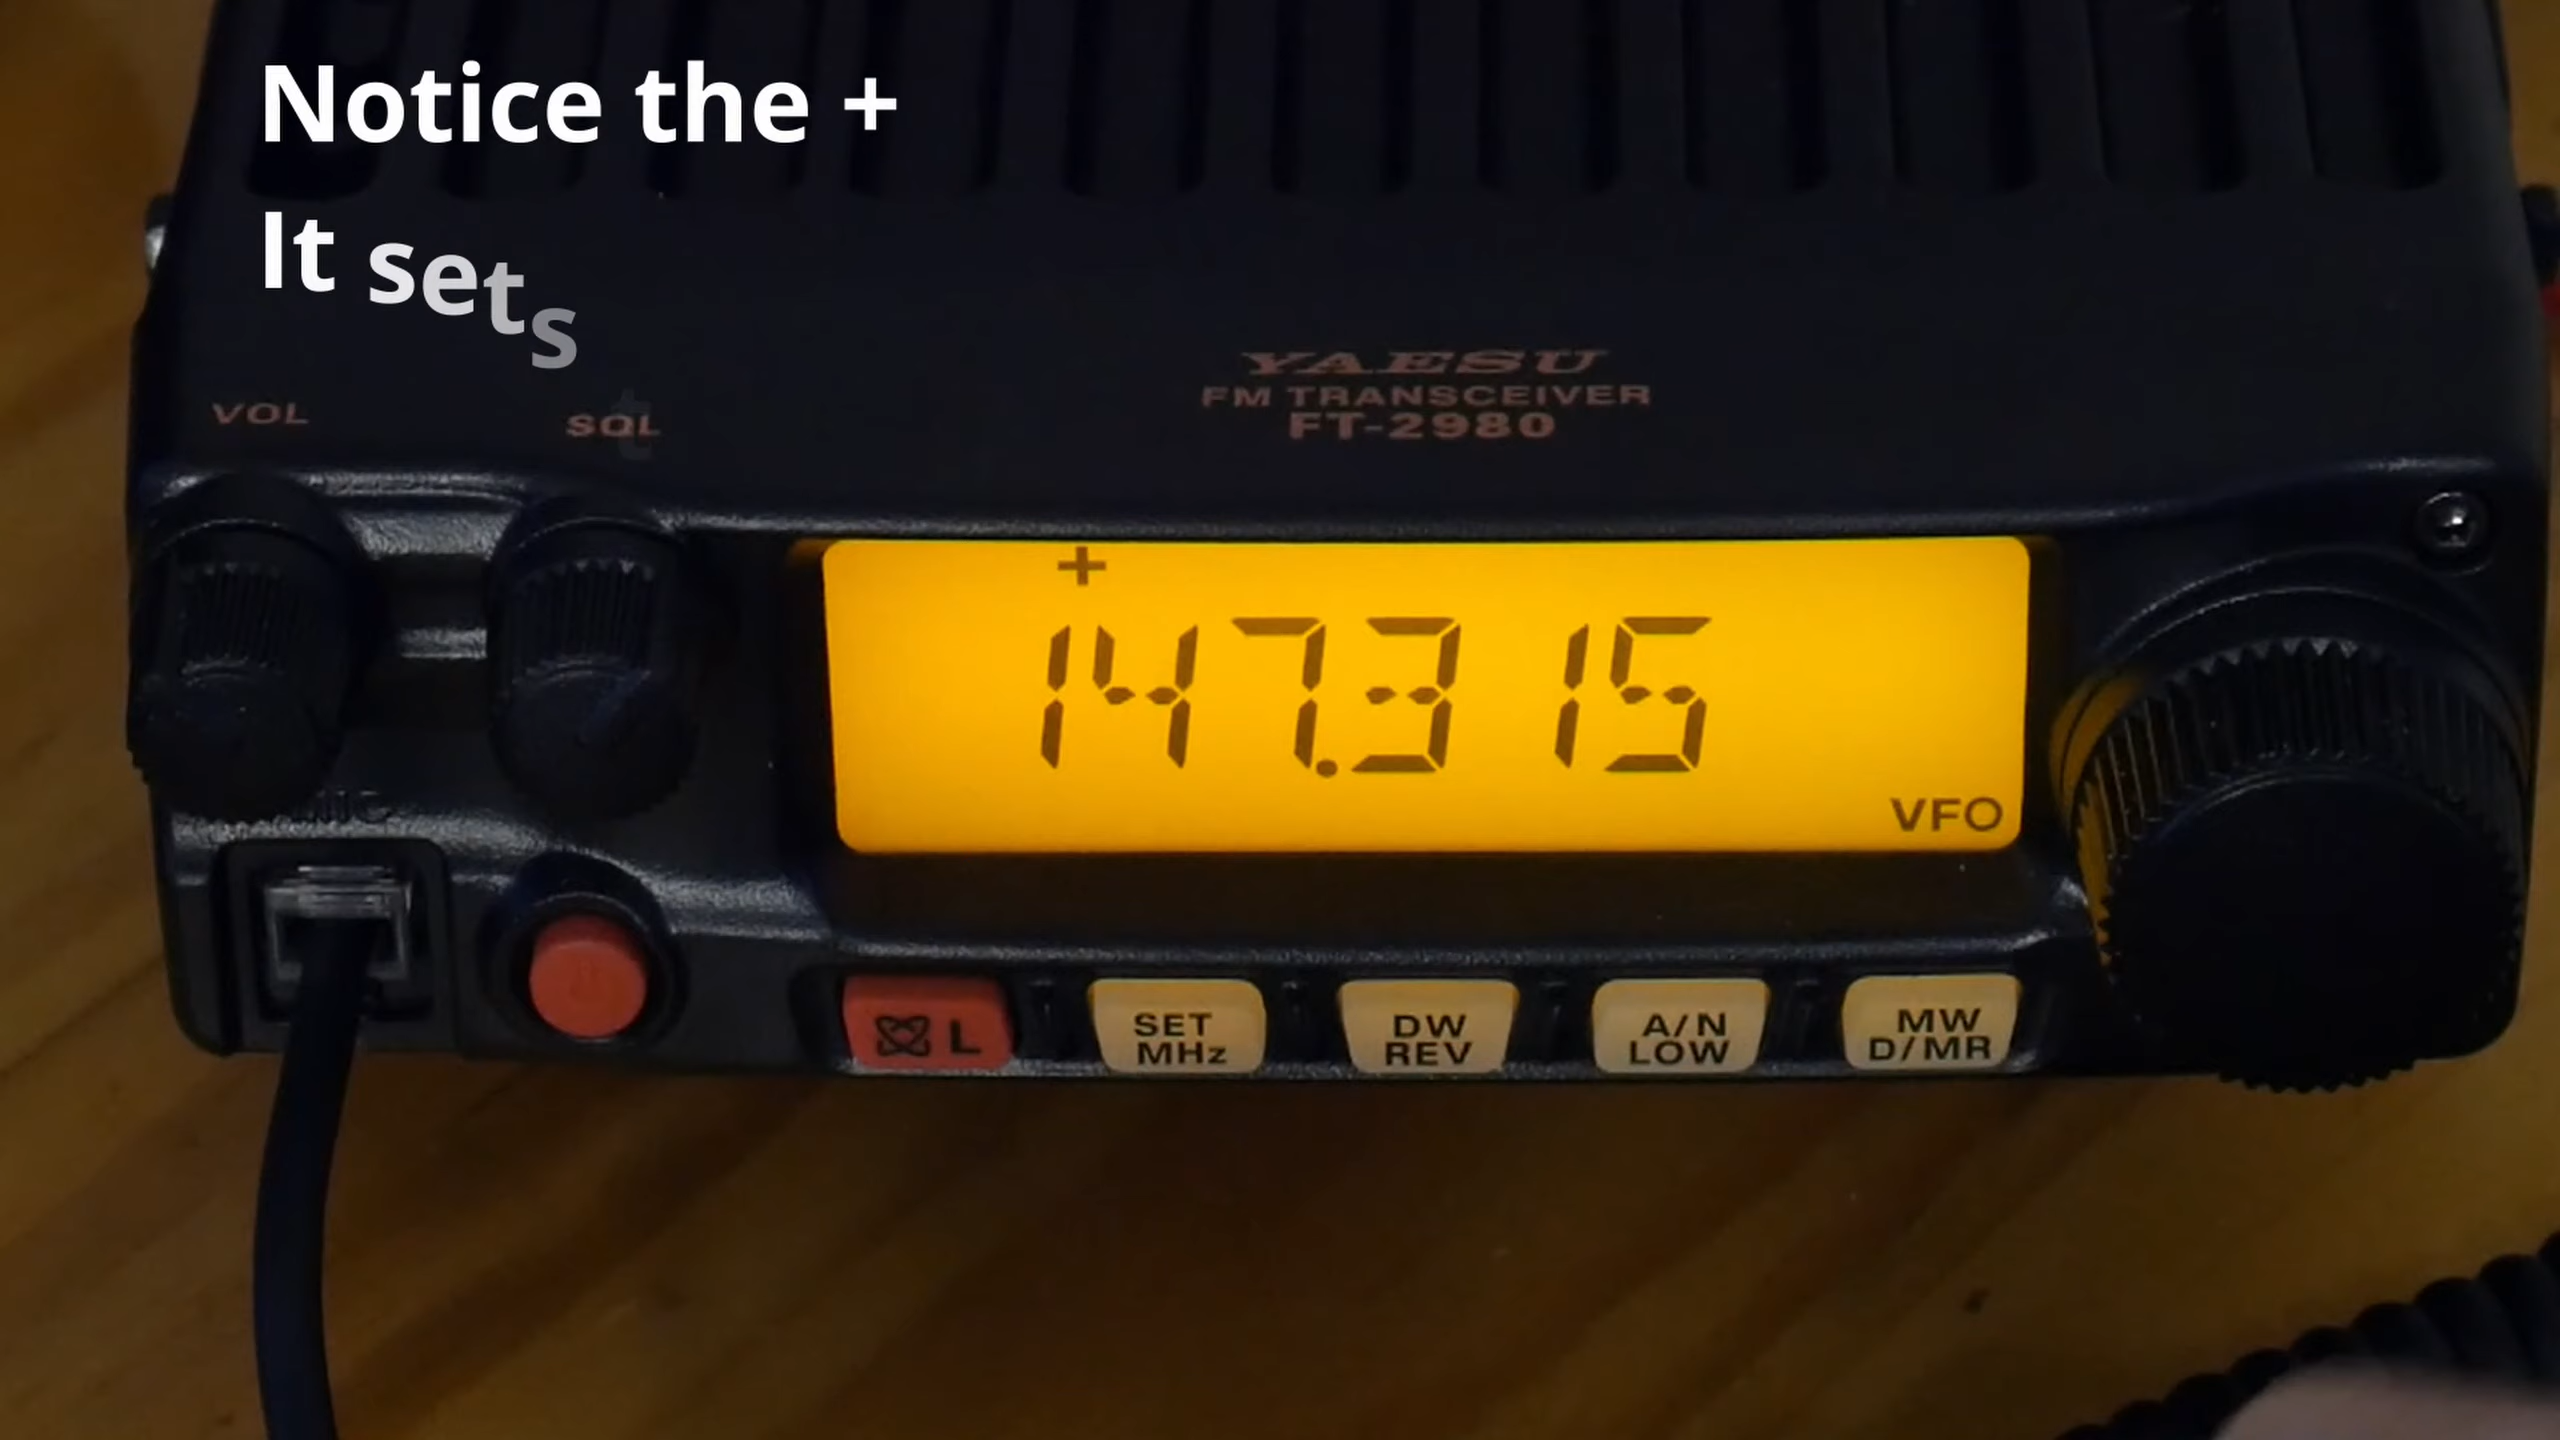 Notice the +
It sets t
VOL
SQL
YAESU
FM TRANSCEIVER
FT-2980
+
147.315
VFO
MIC
L
SET
MHz
DW
REV
A/N
LOW
MW
D/MR